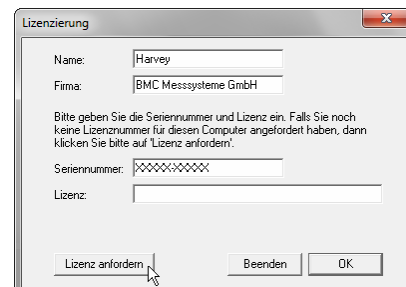 Lizenzierung
Name: Harvey
Firma: BMC Messsysteme GmbH
Bitte geben Sie die Seriennummer und Lizenz ein. Falls Sie noch
keine Lizenznummer für diesen Computer angefordert haben, dann
klicken Sie bitte auf 'Lizenz anfordern'.
Seriennummer: XXXXX-XXXXX
Lizenz:
Lizenz anfordern Beenden OK